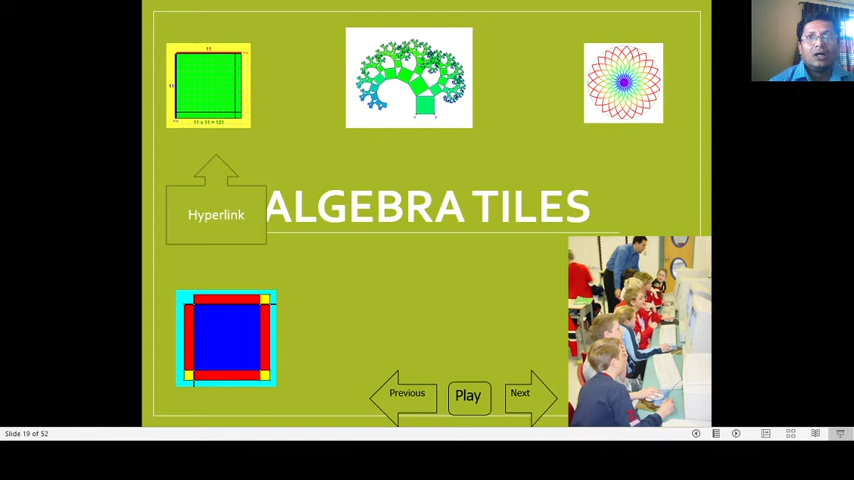 11
11
11 x 11 = 121
Hyperlink
ALGEBRA TILES
Previous
Play
Next
Slide 19 of 52